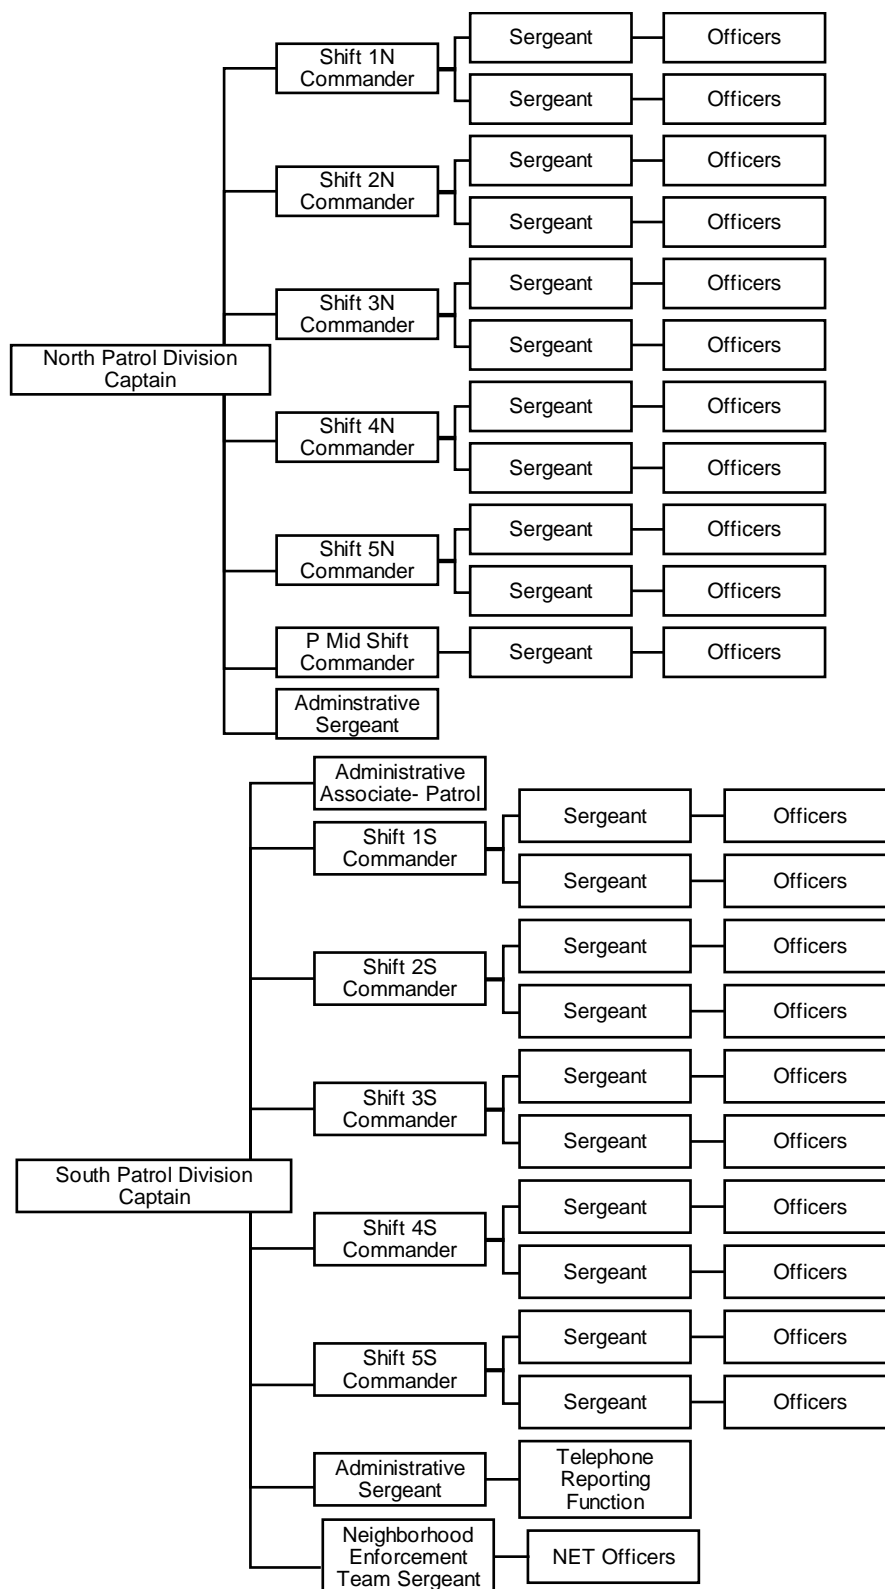 Sergeant
Officers
Shift 1N
Commander
Sergeant
Officers
Sergeant
Officers
Shift 2N
Commander
Sergeant
Officers
Sergeant
Officers
Shift 3N
Commander
Sergeant
Officers
North Patrol Division
Captain
Sergeant
Officers
Shift 4N
Commander
Sergeant
Officers
Sergeant
Officers
Shift 5N
Commander
Sergeant
Officers
P Mid Shift
Commander
Sergeant
Officers
Adminstrative
Sergeant
Administrative
Associate- Patrol
Sergeant
Officers
Shift 1S
Commander
Sergeant
Officers
Sergeant
Officers
Shift 2S
Commander
Sergeant
Officers
Sergeant
Officers
Shift 3S
Commander
Sergeant
Officers
South Patrol Division
Captain
Sergeant
Officers
Shift 4S
Commander
Sergeant
Officers
Sergeant
Officers
Shift 5S
Commander
Sergeant
Officers
Administrative
Sergeant
Telephone
Reporting
Function
Neighborhood
Enforcement
Team Sergeant
NET Officers